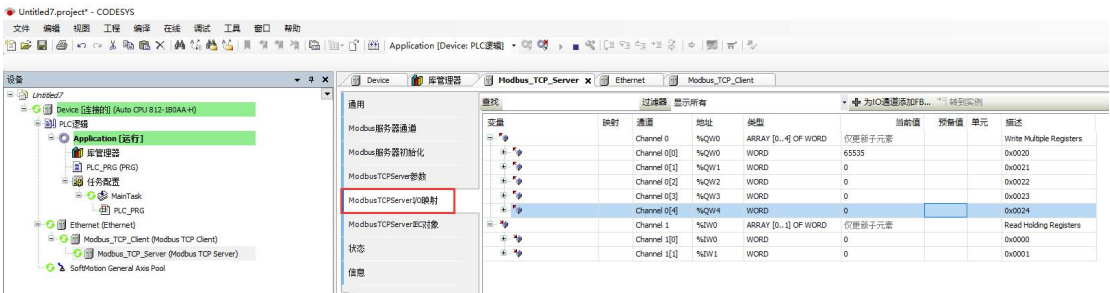 Untitled7.project* - CODESYS
文件 编辑 视图 工程 编译 在线 调试 工具 窗口 帮助
Application [Device: PLC逻辑]
设备
Untitled7
Device [连接的] (Auto CPU 812-1B0AA-H)
PLC逻辑
Application [运行]
库管理器
PLC_PRG (PRG)
任务配置
MainTask
PLC_PRG
Ethernet (Ethernet)
Modbus_TCP_Client (Modbus TCP Client)
Modbus_TCP_Server (Modbus TCP Server)
SoftMotion General Axis Pool
Device 库管理器 Modbus_TCP_Server Ethernet Modbus_TCP_Client
通用
Modbus服务器通道
Modbus服务器初始化
ModbusTCPServer参数
ModbusTCPServerI/O映射
ModbusTCPServerIEC对象
状态
信息
查找 过滤器 显示所有 为IO通道添加FB... 转到实例
变量 映射 通道 地址 类型 当前值 预备值 单元 描述
Channel 0 %QW0 ARRAY [0..4] OF WORD 仅更新子元素 Write Multiple Registers
Channel 0[0] %QW0 WORD 65535 0x0020
Channel 0[1] %QW1 WORD 0 0x0021
Channel 0[2] %QW2 WORD 0 0x0022
Channel 0[3] %QW3 WORD 0 0x0023
Channel 0[4] %QW4 WORD 0 0x0024
Channel 1 %IW0 ARRAY [0..1] OF WORD 仅更新子元素 Read Holding Registers
Channel 1[0] %IW0 WORD 0 0x0000
Channel 1[1] %IW1 WORD 0 0x0001